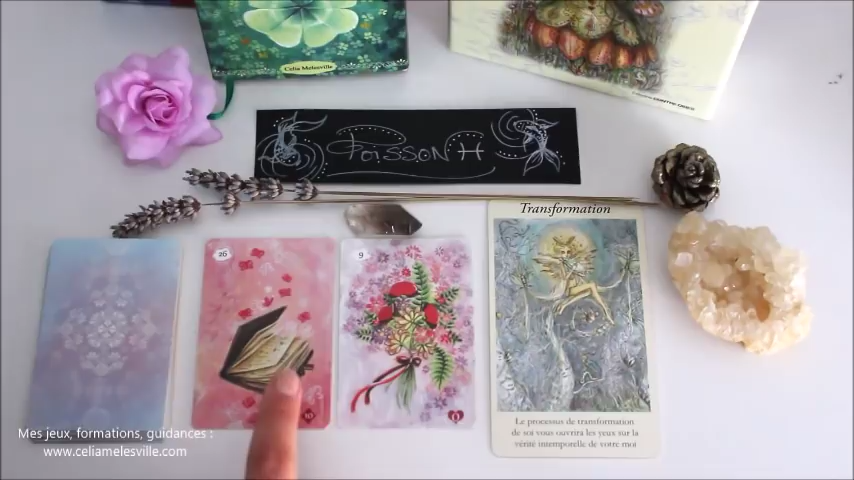 Celia Melesville
Poisson ♓
Transformation
26
9
Le processus de transformation
de soi vous ouvrira les yeux sur la
vérité intemporelle de votre moi
Mes jeux, formations, guidances :
www.celiamelesville.com